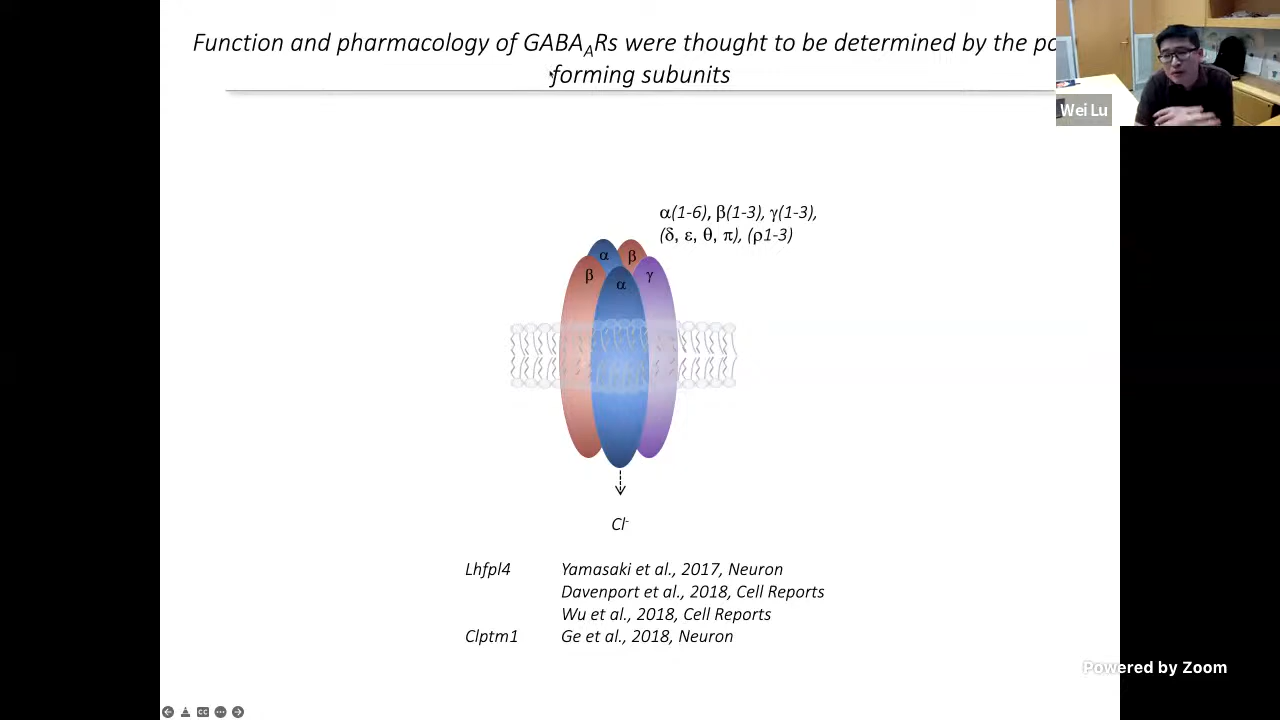 Function and pharmacology of GABAARs were thought to be determined by the
forming subunits
Wei Lu
α(1-6), β(1-3), γ(1-3),
(δ, ε, θ, π), (ρ1-3)
α
β
β
α
γ
Cl-
Lhfpl4 Yamasaki et al., 2017, Neuron
Davenport et al., 2018, Cell Reports
Wu et al., 2018, Cell Reports
Clptm1 Ge et al., 2018, Neuron
Powered by Zoom
CC